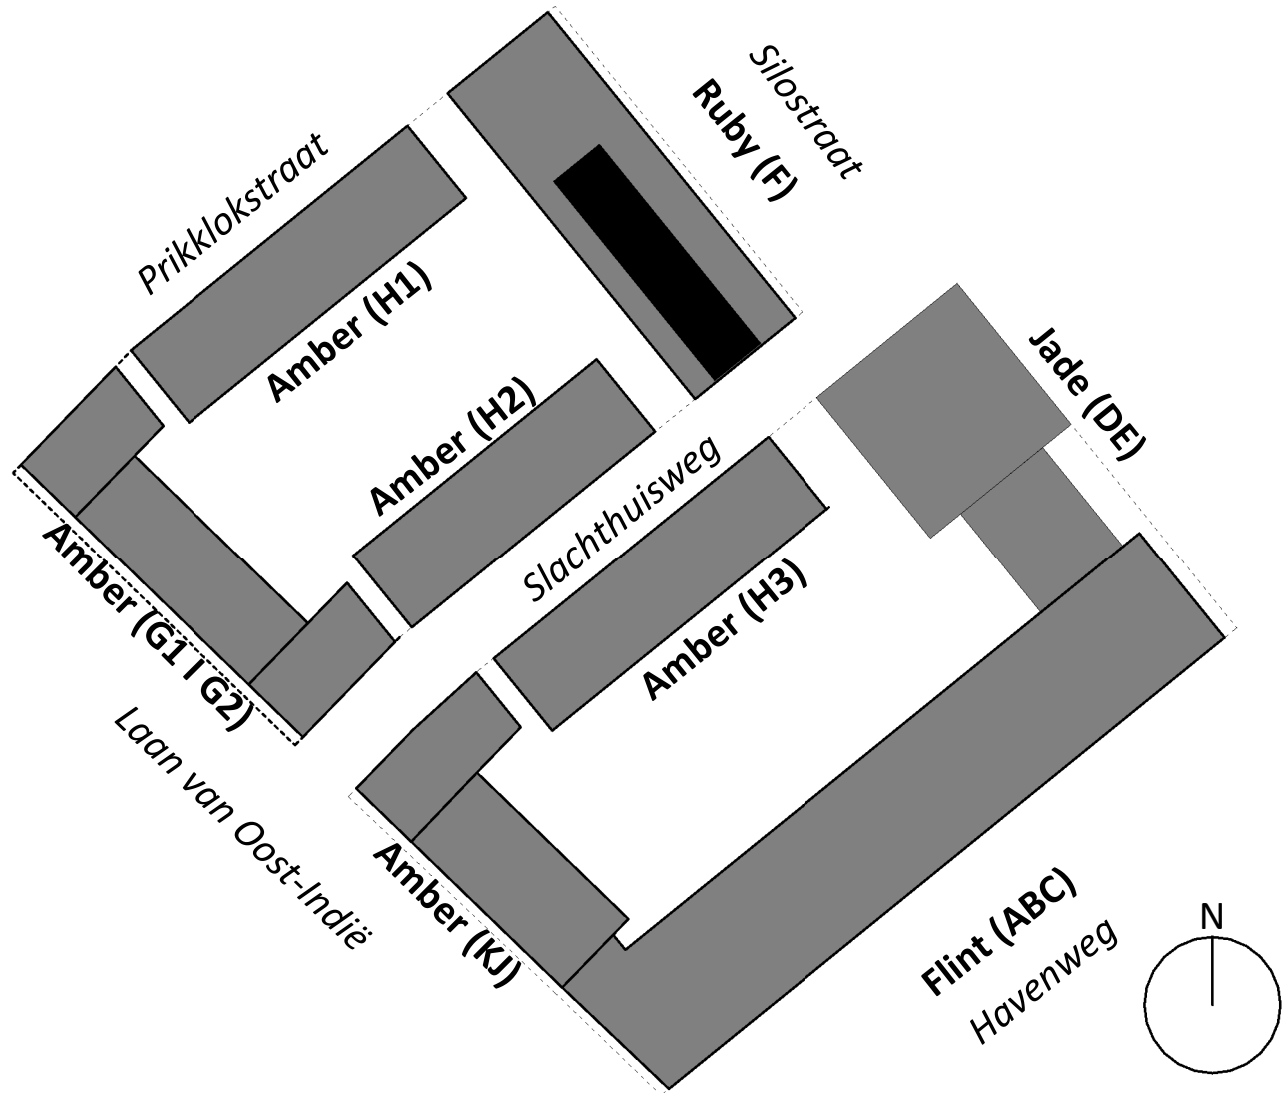 Silostraat
Ruby (F)
Prikklokstraat
Amber (H1)
Jade (DE)
Amber (H2)
Slachthuisweg
Amber (G1 I G2)
Amber (H3)
Laan van Oost-Indië
Amber (KJ)
Flint (ABC)
Havenweg
N